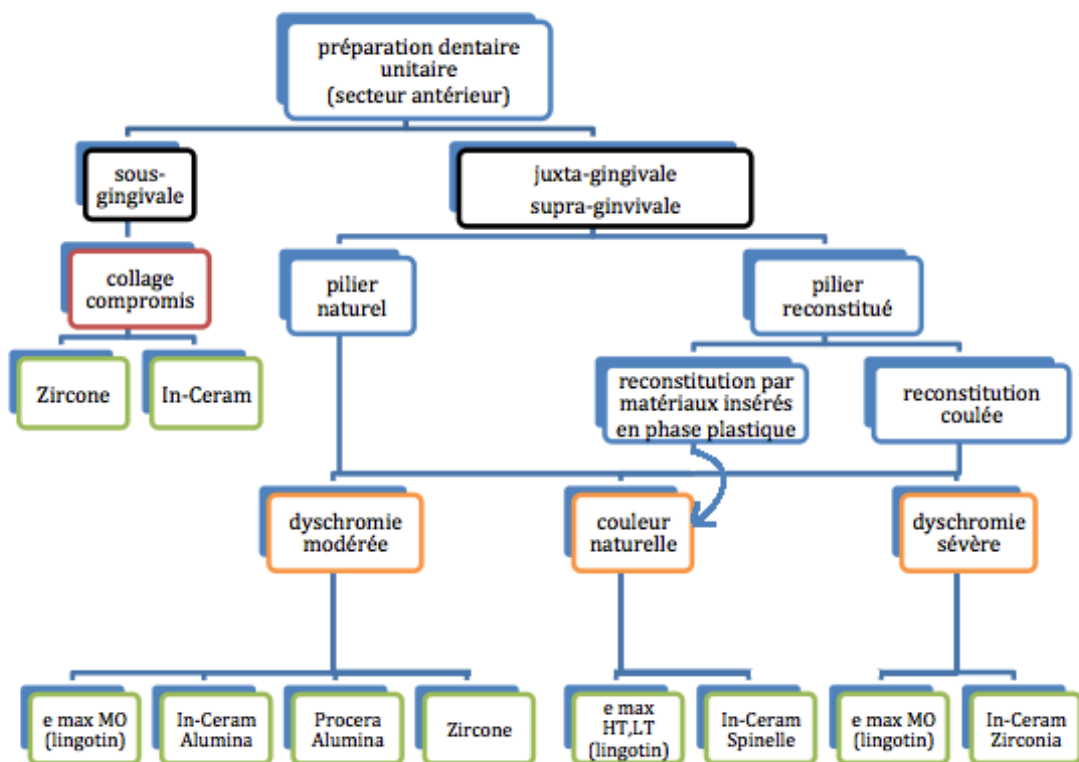 préparation dentaire
unitaire
(secteur antérieur)
sous-
gingivale
juxta-gingivale
supra-ginvivale
collage
compromis
pilier
naturel
pilier
reconstitué
Zircone
In-Ceram
reconstitution par
matériaux insérés
en phase plastique
reconstitution
coulée
dyschromie
modérée
couleur
naturelle
dyschromie
sévère
e max MO
(lingotin)
In-Ceram
Alumina
Procera
Alumina
Zircone
e max
HT,LT
(lingotin)
In-Ceram
Spinelle
e max MO
(lingotin)
In-Ceram
Zirconia